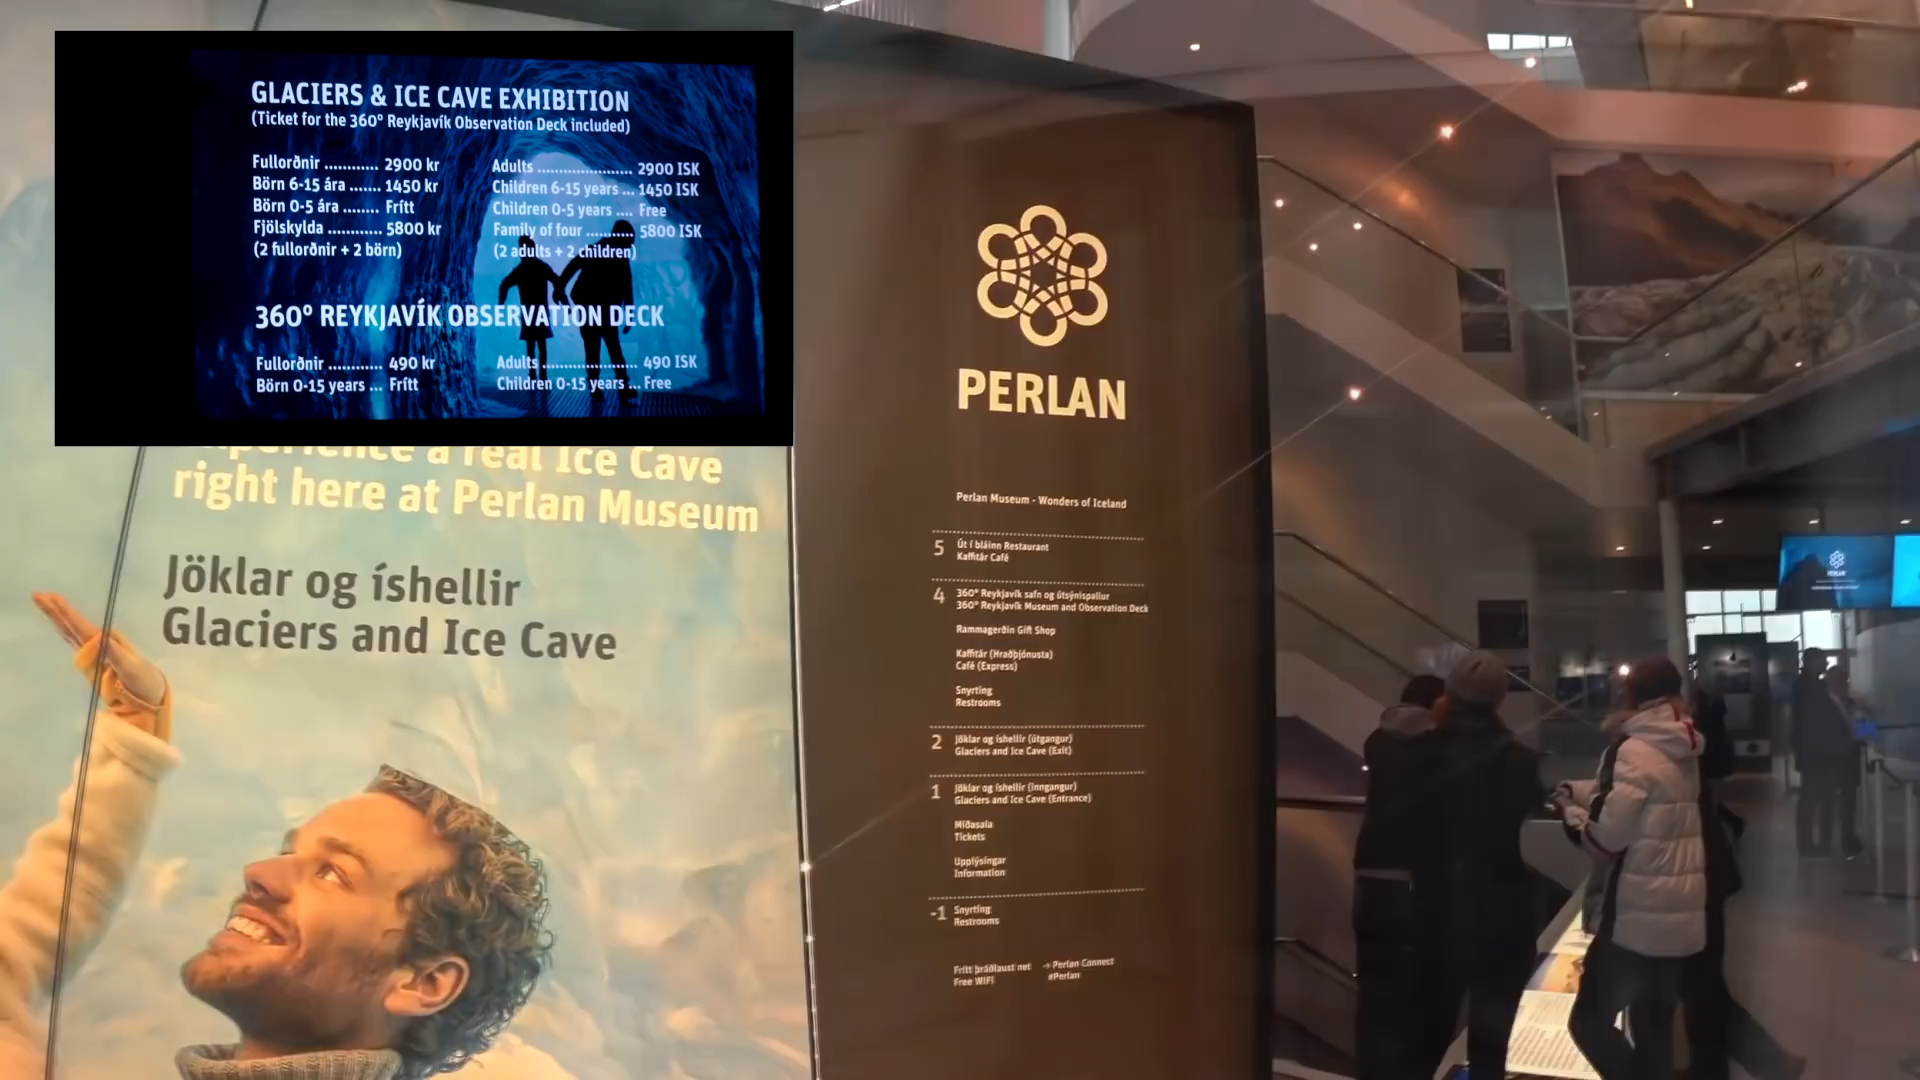 GLACIERS & ICE CAVE EXHIBITION
(Ticket for the 360° Reykjavík Observation Deck included)
Fullorðnir ............ 2900 kr
Börn 6-15 ára ....... 1450 kr
Börn 0-5 ára ........ Frítt
Fjölskylda ............ 5800 kr
(2 fullorðnir + 2 börn)
Adults ...................... 2900 ISK
Children 6-15 years ... 1450 ISK
Children 0-5 years .... Free
Family of four ........... 5800 ISK
(2 adults + 2 children)
360° REYKJAVÍK OBSERVATION DECK
Fullorðnir ............ 490 kr
Börn 0-15 years ... Frítt
Adults ...................... 490 ISK
Children 0-15 years ... Free
a real Ice Cave
right here at Perlan Museum
Jöklar og íshellir
Glaciers and Ice Cave
PERLAN
Perlan Museum - Wonders of Iceland
5 Út í bláinn Restaurant
Kaffitár Café
4 360° Reykjavík safn og útsýnispallur
360° Reykjavík Museum and Observation Deck
Rammagerðin Gift Shop
Kaffitár (Hraðþjónusta)
Café (Express)
Snyrting
Restrooms
2 Jöklar og íshellir (útgangur)
Glaciers and Ice Cave (Exit)
1 Jöklar og íshellir (inngangur)
Glaciers and Ice Cave (Entrance)
Miðasala
Tickets
Upplýsingar
Information
-1 Snyrting
Restrooms
Frítt þráðlaust net
Free WIFI
→ Perlan Connect
#Perlan
PERLAN